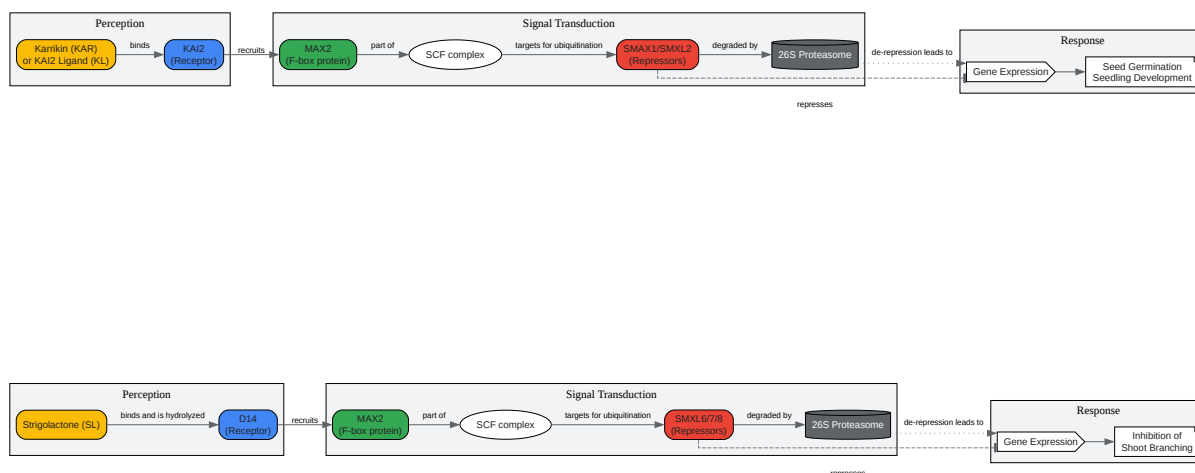 Perception
Karrikin (KAR)
or KAI2 Ligand (KL)
binds
KAI2
(Receptor)
recruits
Signal Transduction
MAX2
(F-box protein)
part of
SCF complex
targets for ubiquitination
SMAX1/SMXL2
(Repressors)
degraded by
26S Proteasome
de-repression leads to
represses
Response
Gene Expression
Seed Germination
Seedling Development
Perception
Strigolactone (SL)
binds and is hydrolyzed
D14
(Receptor)
recruits
Signal Transduction
MAX2
(F-box protein)
part of
SCF complex
targets for ubiquitination
SMXL6/7/8
(Repressors)
degraded by
26S Proteasome
de-repression leads to
represses
Response
Gene Expression
Inhibition of
Shoot Branching